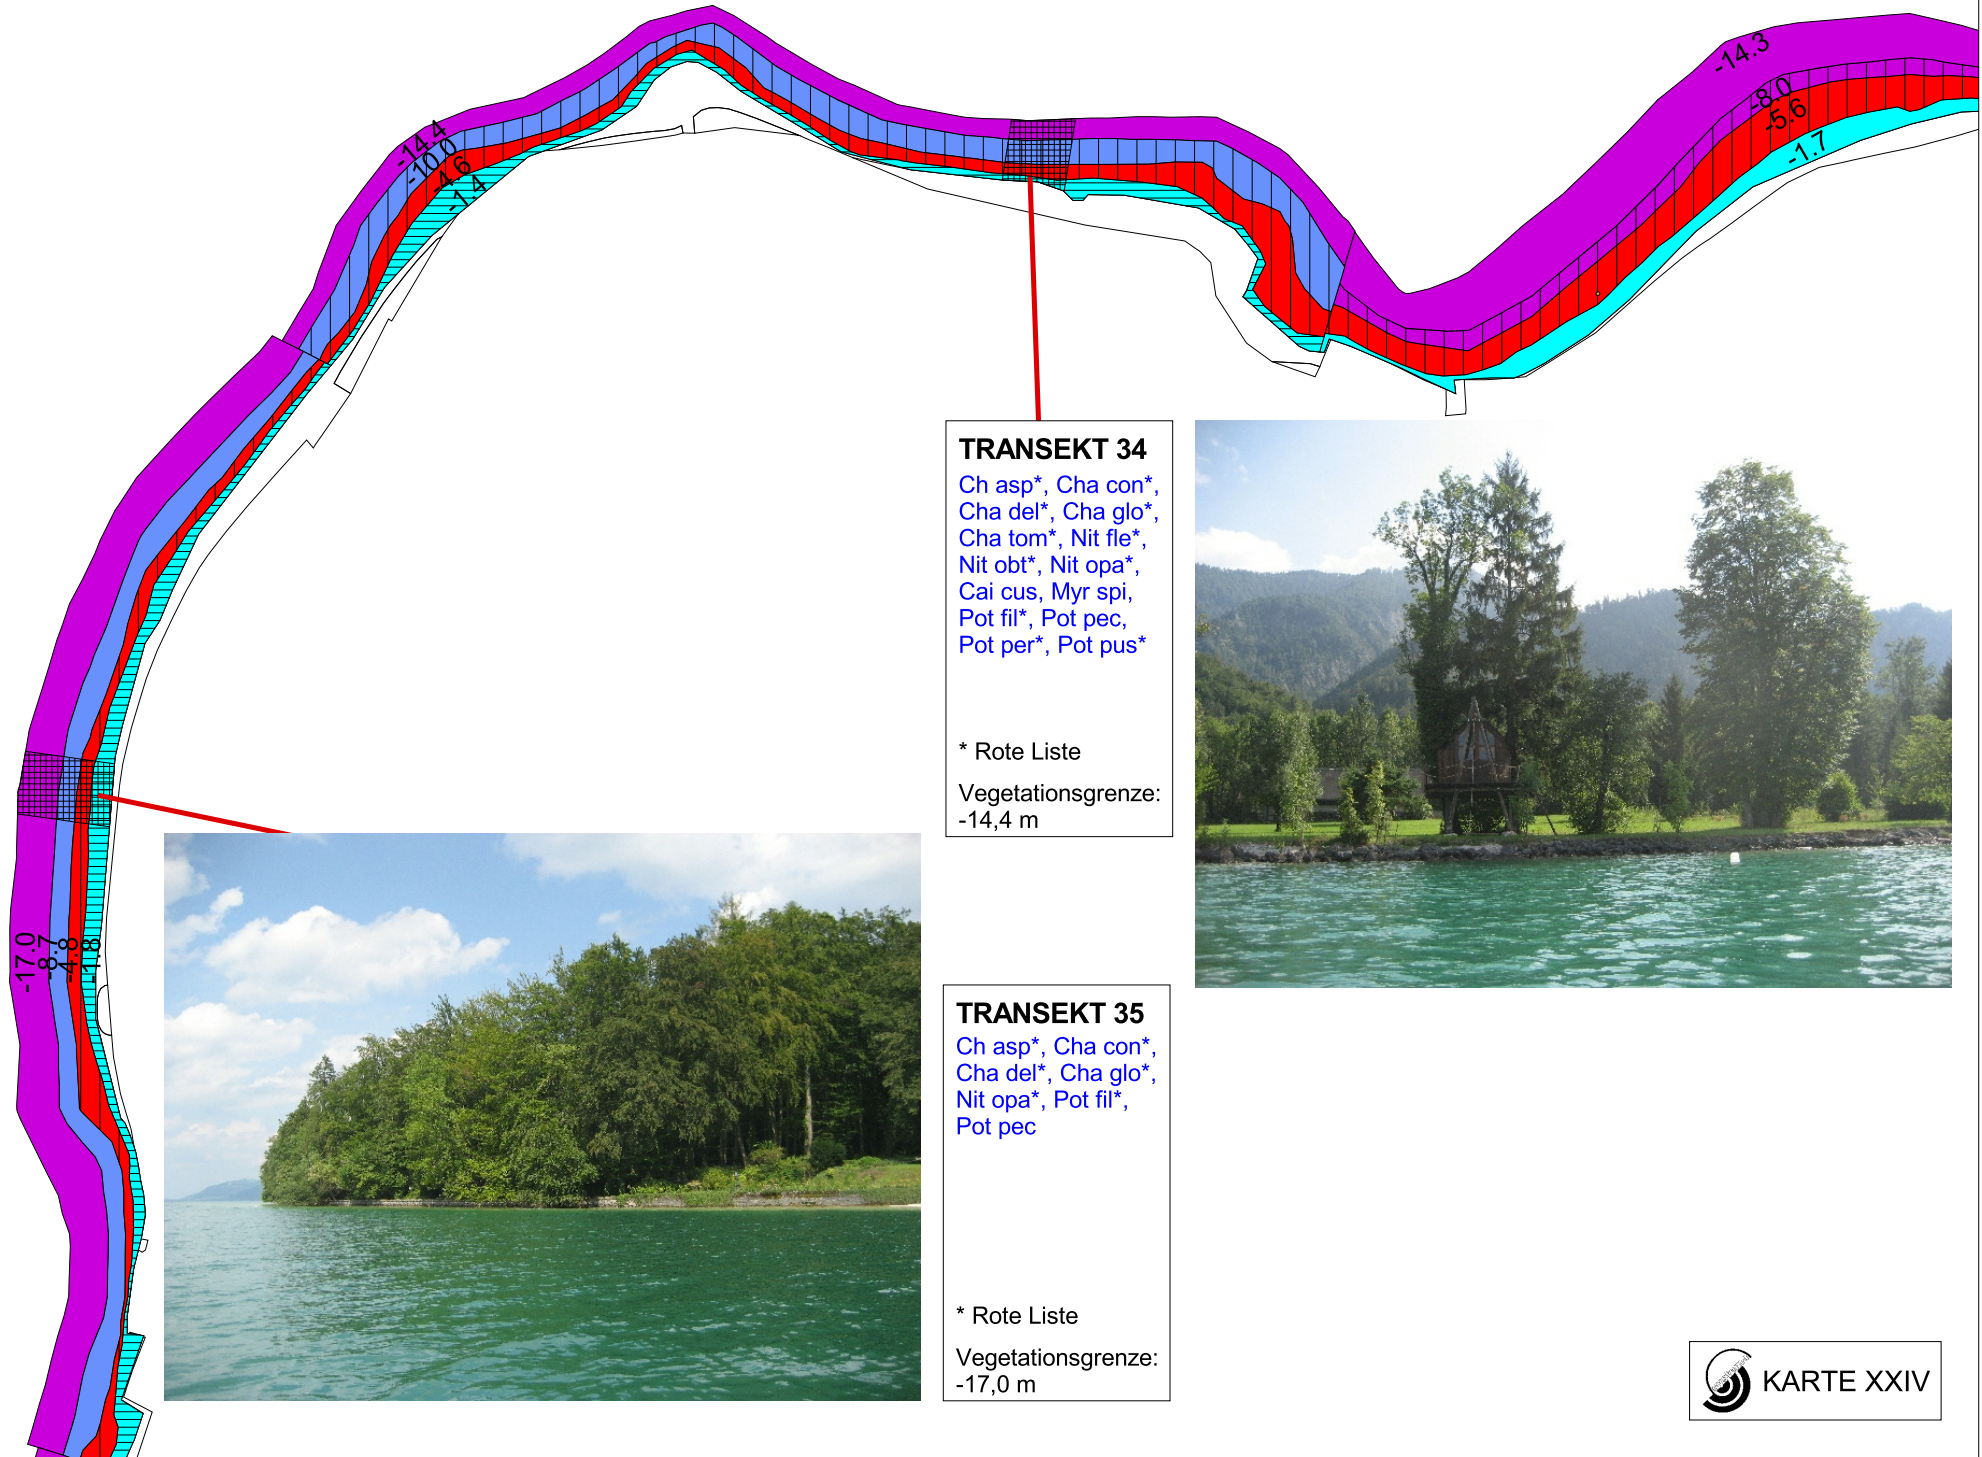 -14.3
-8.0
-5.6
-1.7
-14.4
-10.0
-4.6
-1.4
TRANSEKT 34
Ch asp*, Cha con*,
Cha del*, Cha glo*,
Cha tom*, Nit fle*,
Nit obt*, Nit opa*,
Cai cus, Myr spi,
Pot fil*, Pot pec,
Pot per*, Pot pus*
* Rote Liste
Vegetationsgrenze:
-14,4 m
-17.0
-8.7
-4.8
-1.8
TRANSEKT 35
Ch asp*, Cha con*,
Cha del*, Cha glo*,
Nit opa*, Pot fil*,
Pot pec
* Rote Liste
Vegetationsgrenze:
-17,0 m
KARTE XXIV